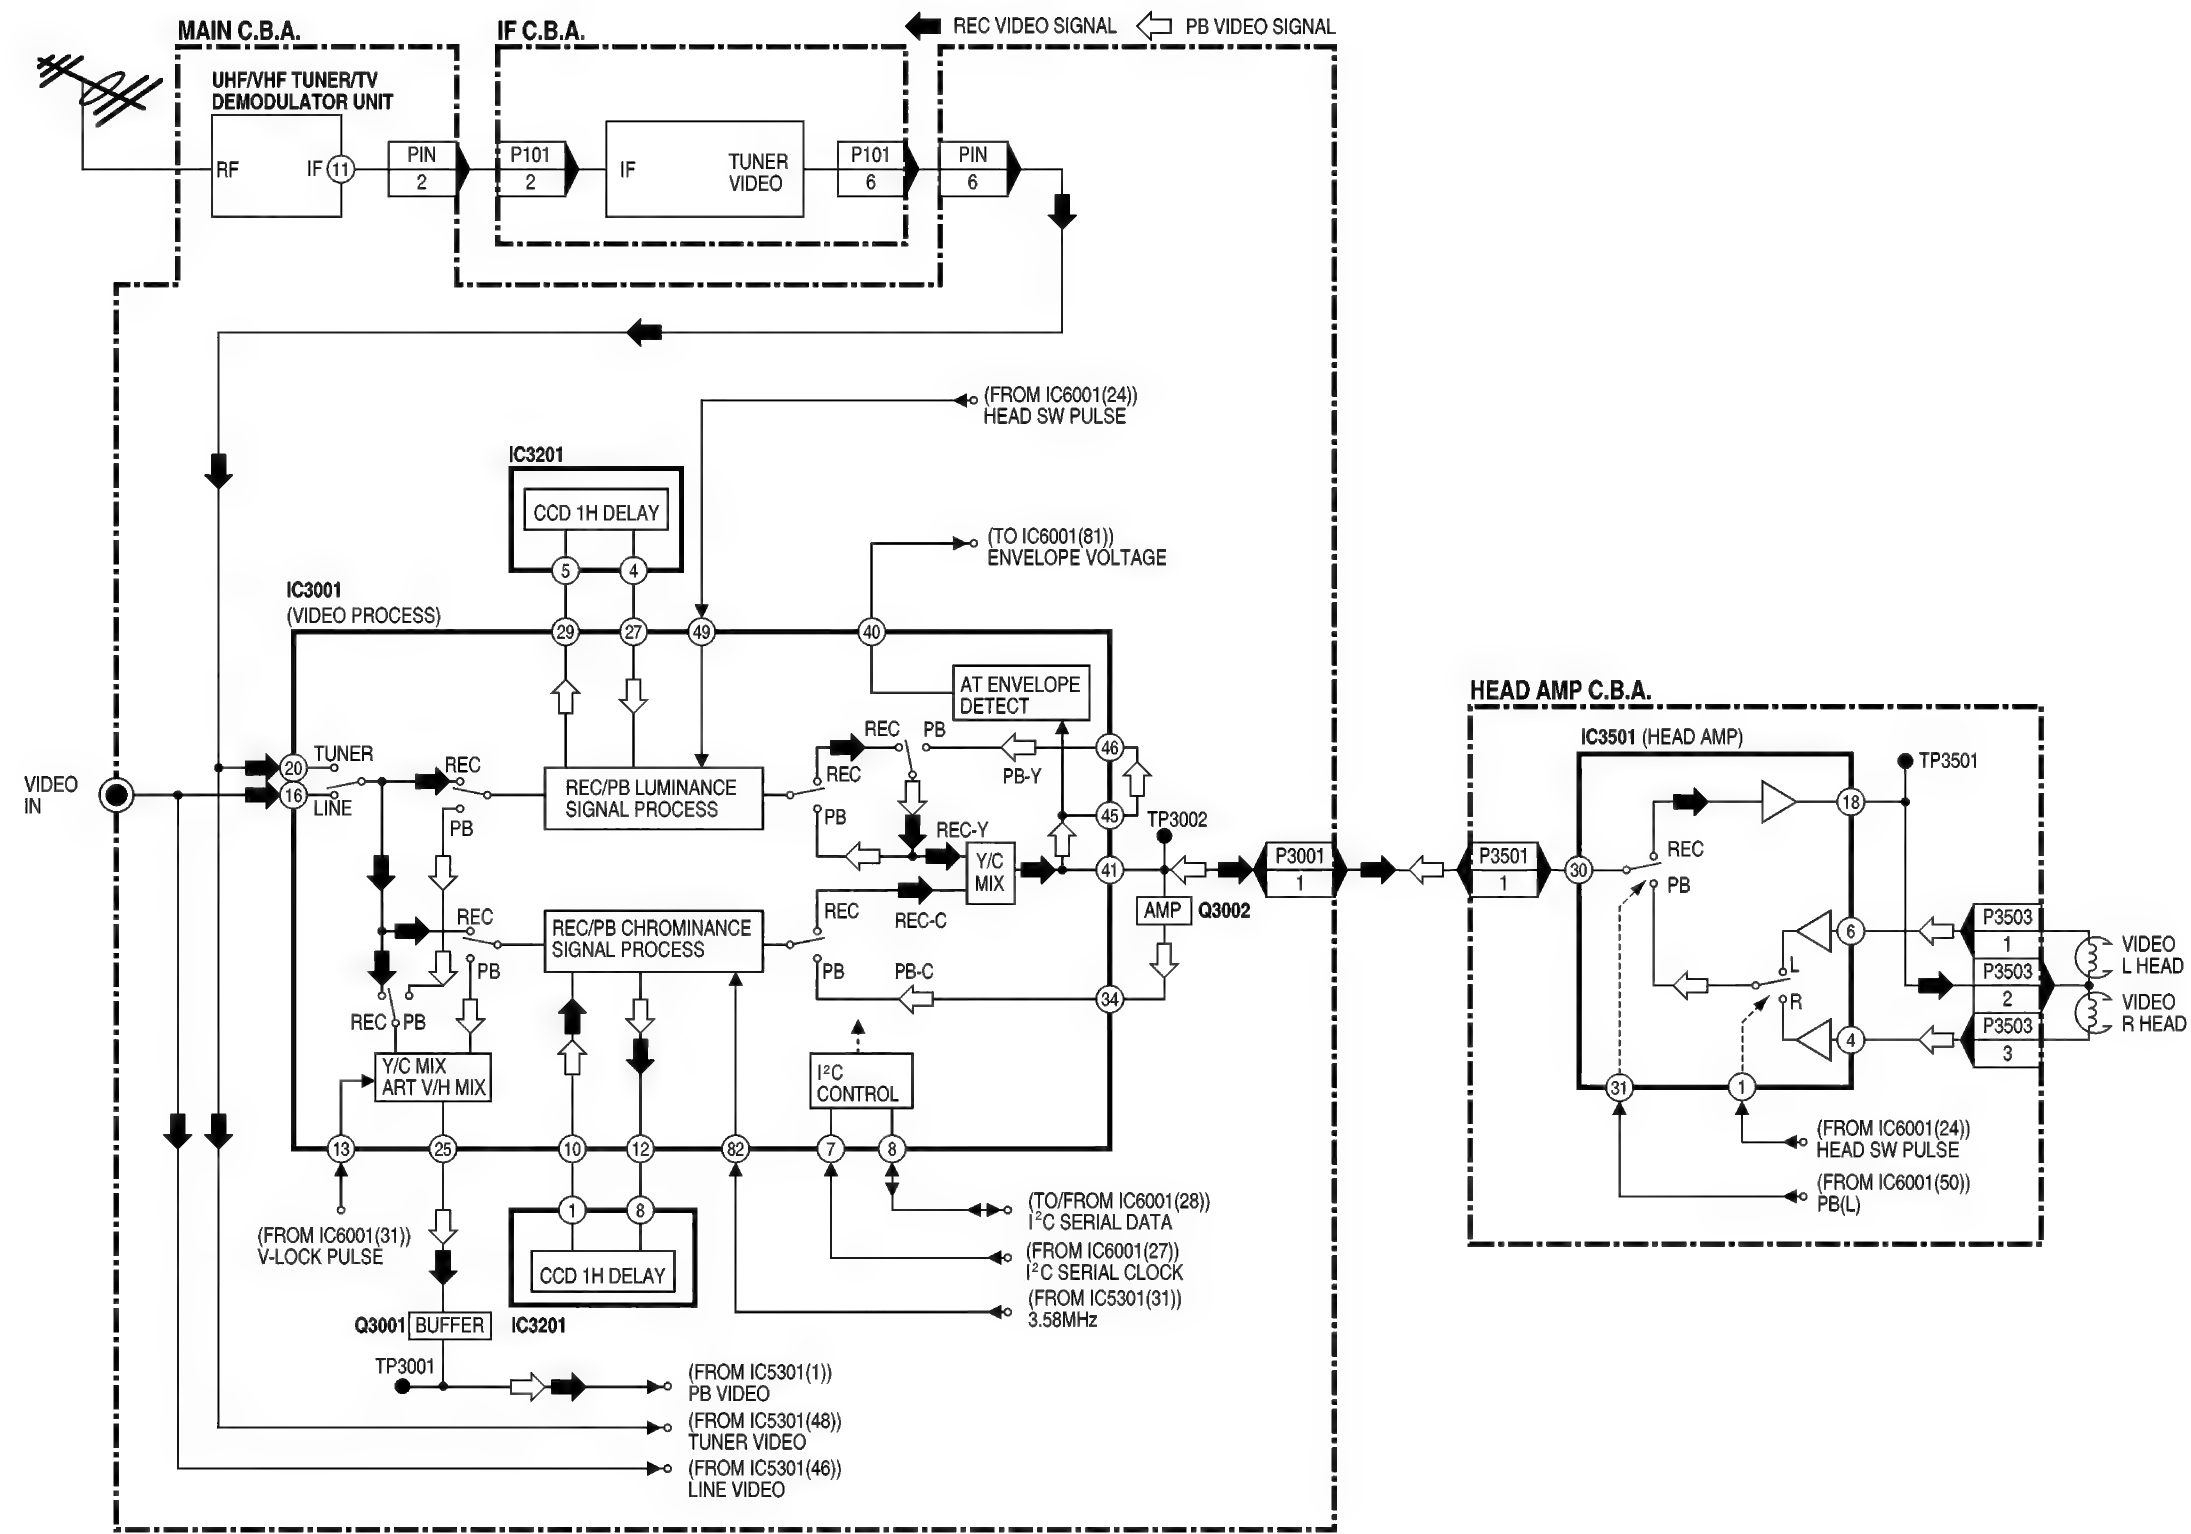 MAIN C.B.A.
IF C.B.A.
REC VIDEO SIGNAL
PB VIDEO SIGNAL
UHF/VHF TUNER/TV
DEMODULATOR UNIT
RF
IF
11
PIN
2
P101
2
IF
TUNER
VIDEO
P101
6
PIN
6
(FROM IC6001(24))
HEAD SW PULSE
IC3201
CCD 1H DELAY
5
4
(TO IC6001(81))
ENVELOPE VOLTAGE
IC3001
(VIDEO PROCESS)
29
27
49
40
AT ENVELOPE
DETECT
VIDEO
IN
20
TUNER
16
LINE
REC
PB
REC/PB LUMINANCE
SIGNAL PROCESS
REC
PB
REC
PB
PB-Y
46
45
REC-Y
Y/C
MIX
41
TP3002
AMP
Q3002
P3001
1
REC
PB
REC/PB CHROMINANCE
SIGNAL PROCESS
REC
PB
REC-C
PB-C
34
REC
PB
Y/C MIX
ART V/H MIX
I²C
CONTROL
13
25
10
12
82
7
8
1
8
CCD 1H DELAY
IC3201
(FROM IC6001(31))
V-LOCK PULSE
(TO/FROM IC6001(28))
I²C SERIAL DATA
(FROM IC6001(27))
I²C SERIAL CLOCK
(FROM IC5301(31))
3.58MHz
Q3001
BUFFER
TP3001
(FROM IC5301(1))
PB VIDEO
(FROM IC5301(48))
TUNER VIDEO
(FROM IC5301(46))
LINE VIDEO
HEAD AMP C.B.A.
IC3501 (HEAD AMP)
P3501
1
30
REC
PB
18
TP3501
6
L
R
4
31
1
P3503
1
P3503
2
P3503
3
VIDEO
L HEAD
VIDEO
R HEAD
(FROM IC6001(24))
HEAD SW PULSE
(FROM IC6001(50))
PB(L)